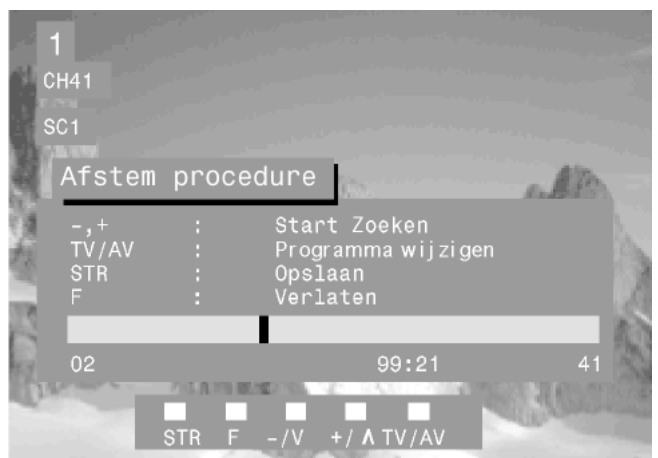 1
CH41
SC1
Afstem procedure
-,+ : Start Zoeken
TV/AV : Programma wijzigen
STR : Opslaan
F : Verlaten
02 99:21 41
STR F -/V +/Λ TV/AV